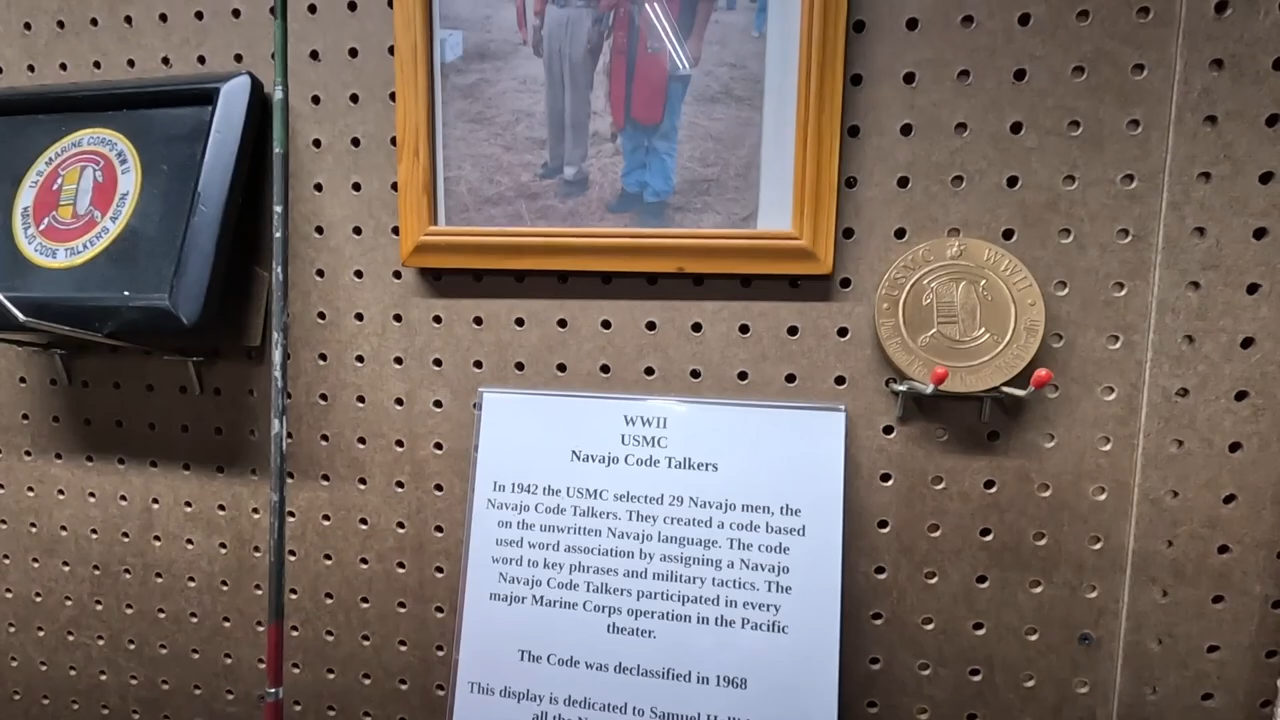 U.S. MARINE CORPS-WWII
NAVAJO CODE TALKERS ASSN.
USMC WWII
WWII
USMC
Navajo Code Talkers
In 1942 the USMC selected 29 Navajo men, the
Navajo Code Talkers. They created a code based
on the unwritten Navajo language. The code
used word association by assigning a Navajo
word to key phrases and military tactics. The
Navajo Code Talkers participated in every
major Marine Corps operation in the Pacific
theater.
The Code was declassified in 1968
This display is dedicated to Samuel
all the